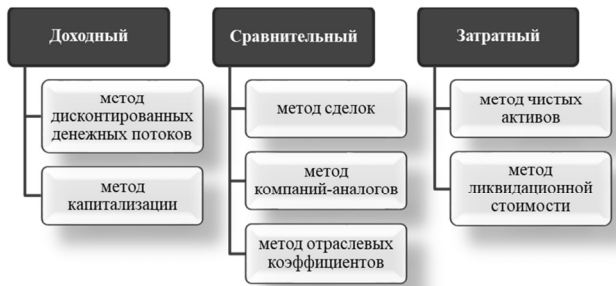 Доходный
метод
дисконтированных
денежных потоков
метод
капитализации
Сравнительный
метод сделок
метод
компаний-аналогов
метод отраслевых
коэффициентов
Затратный
метод чистых
активов
метод
ликвидационной
стоимости